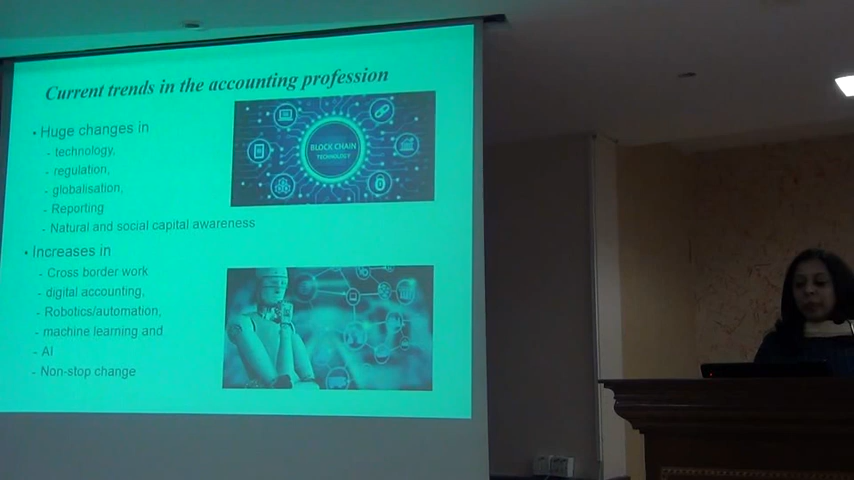 Current trends in the accounting profession
• Huge changes in
- technology,
- regulation,
- globalisation,
- Reporting
- Natural and social capital awareness
• Increases in
- Cross border work
- digital accounting,
- Robotics/automation,
- machine learning and
- AI
- Non-stop change
BLOCK CHAIN
TECHNOLOGY